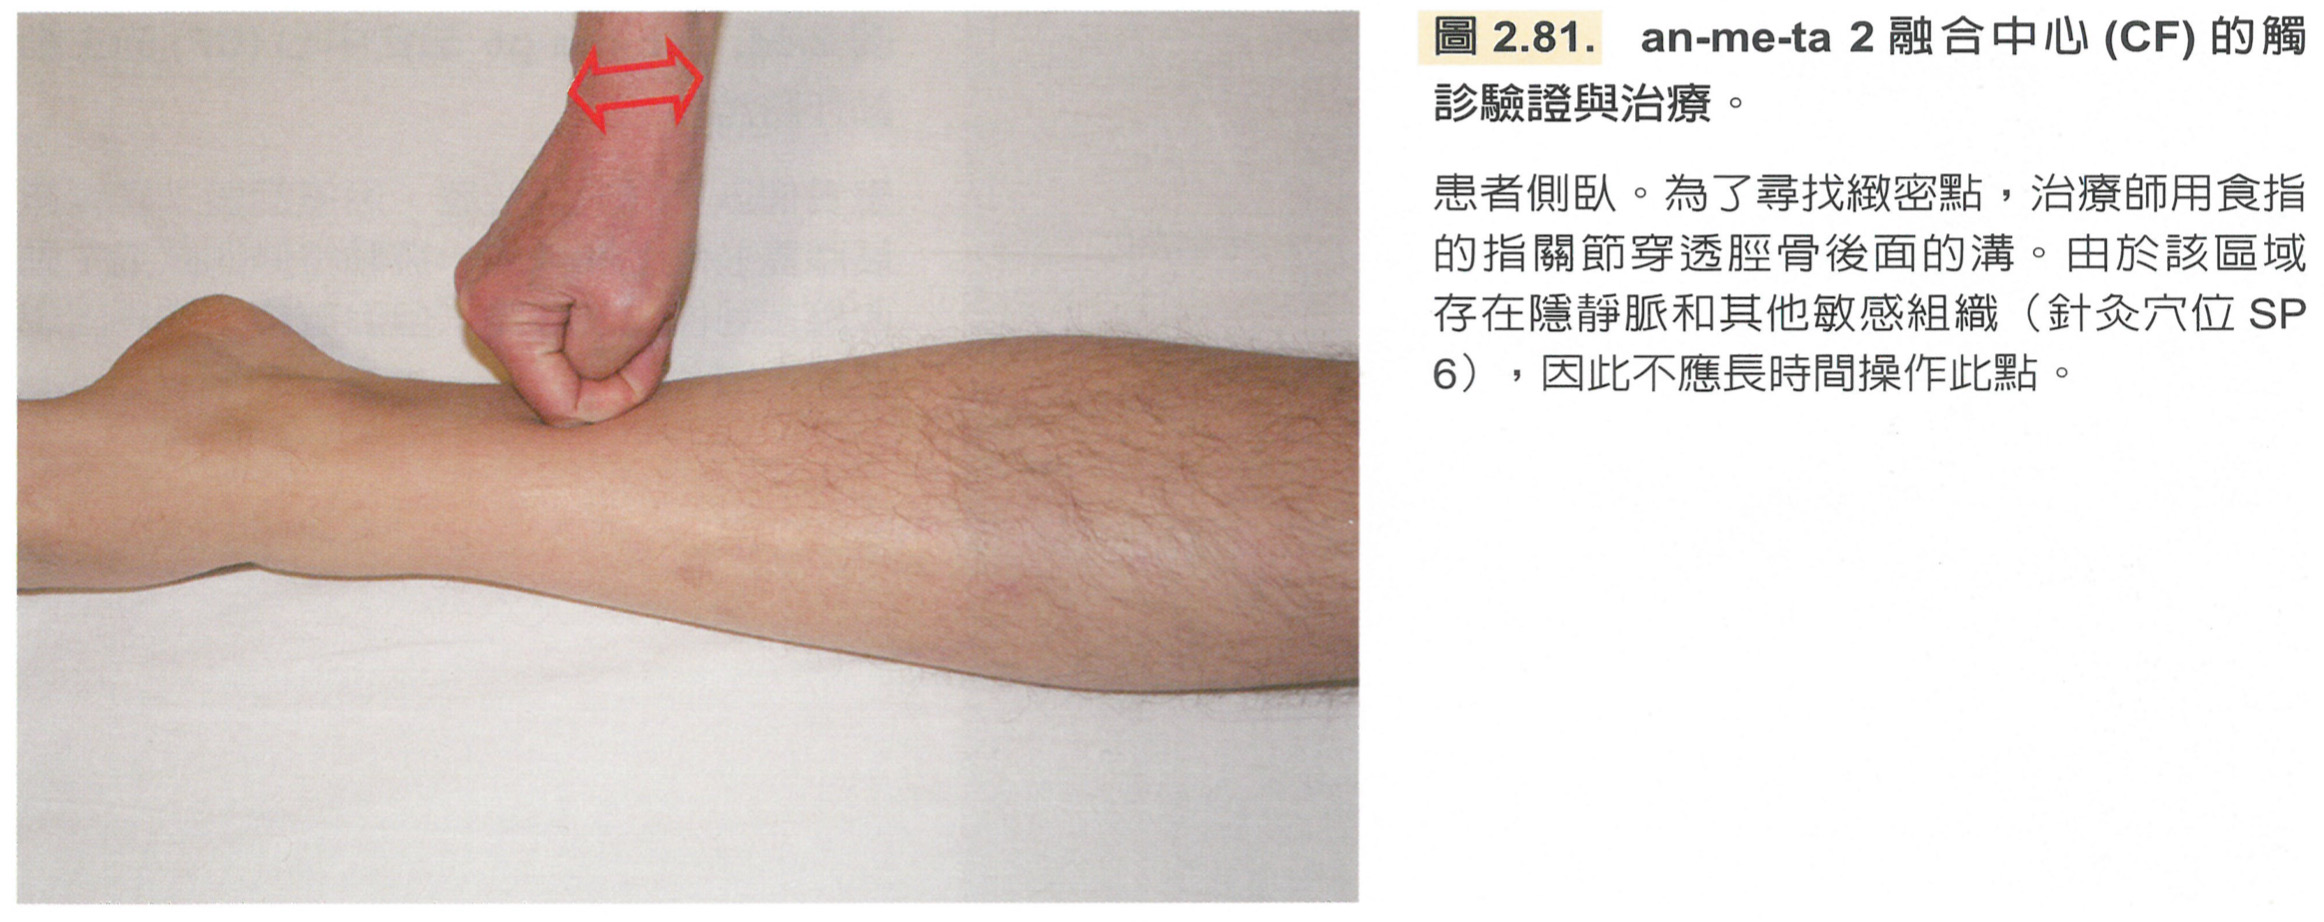 圖 2.81. an-me-ta 2 融合中心 (CF) 的觸
診驗證與治療。
患者側臥。為了尋找緻密點，治療師用食指
的指關節穿透脛骨後面的溝。由於該區域
存在隱靜脈和其他敏感組織（針灸穴位 SP
6），因此不應長時間操作此點。